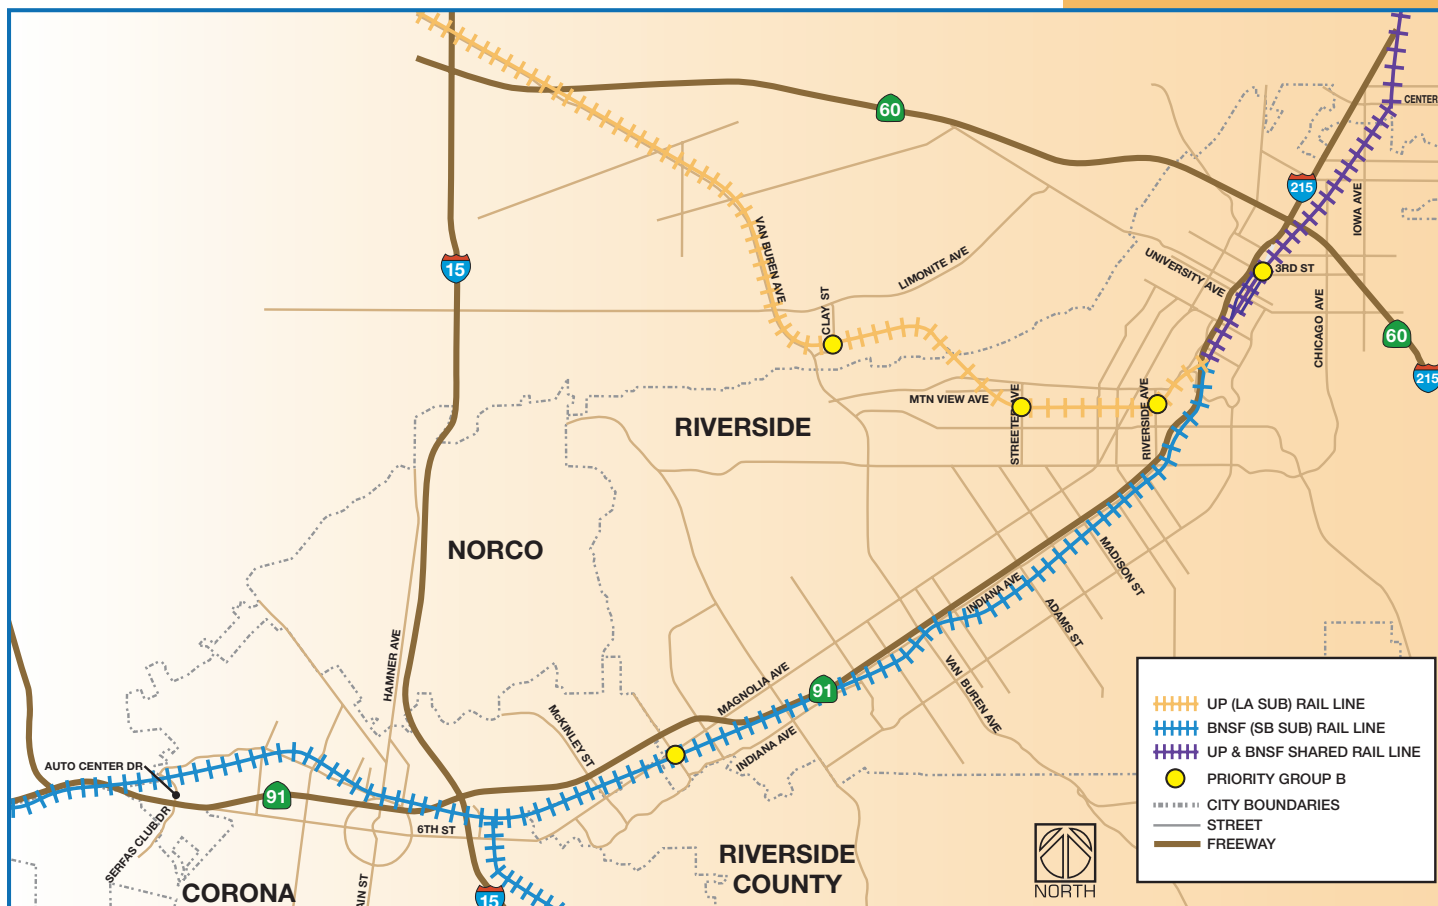 60
CENTER
215
IOWA AVE
VAN BUREN AVE
15
LIMONITE AVE
UNIVERSITY AVE
3RD ST
CLAY ST
CHICAGO AVE
60
215
MTN VIEW AVE
STREETER AVE
RIVERSIDE AVE
RIVERSIDE
NORCO
MADISON ST
INDIANA AVE
ADAMS ST
HAMNER AVE
VAN BUREN AVE
MAGNOLIA AVE
91
McKINLEY ST
INDIANA AVE
AUTO CENTER DR
91
6TH ST
SERFAS CLUB DR
RIVERSIDE
COUNTY
CORONA
AIN ST
15
NORTH
UP (LA SUB) RAIL LINE
BNSF (SB SUB) RAIL LINE
UP & BNSF SHARED RAIL LINE
PRIORITY GROUP B
CITY BOUNDARIES
STREET
FREEWAY